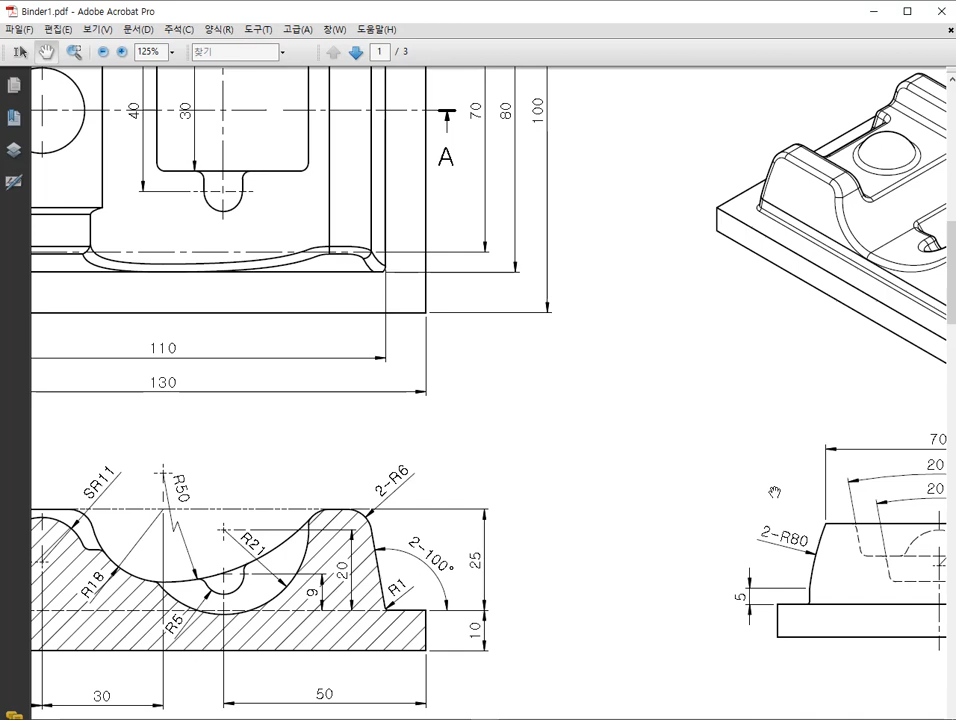 Binder1.pdf - Adobe Acrobat Pro
파일(F) 편집(E) 보기(V) 문서(D) 주석(C) 양식(R) 도구(T) 고급(A) 창(W) 도움말(H)
125% 찾기 1 / 3
40
30
70
80
100
A
110
130
SR11
R50
2-R6
R21
2-100°
R18
20
9
R1
25
R5
10
30
50
70
20
20
2-R80
5